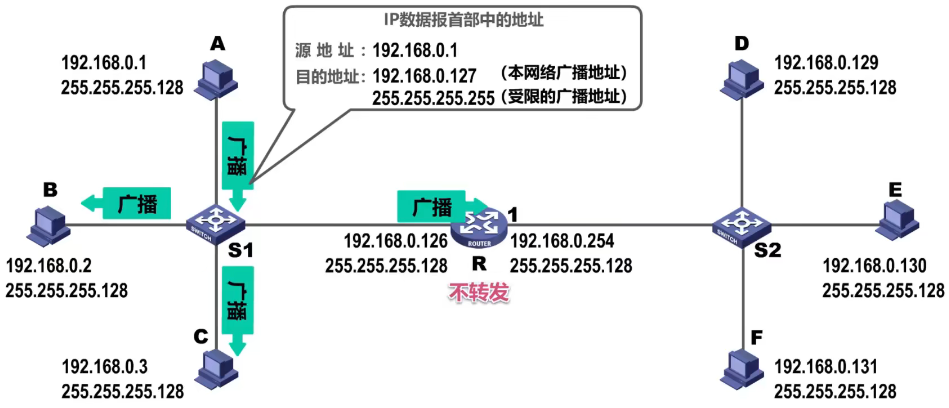 IP数据报首部中的地址
源 地 址 ：192.168.0.1
目的地址：192.168.0.127 （本网络广播地址）
255.255.255.255（受限的广播地址）
A
192.168.0.1
255.255.255.128
D
192.168.0.129
255.255.255.128
广播
B
广播
广播
1
E
SWITCH
S1
ROUTER
R
SWITCH
S2
192.168.0.2
255.255.255.128
192.168.0.126
255.255.255.128
192.168.0.254
255.255.255.128
192.168.0.130
255.255.255.128
不转发
广播
C
192.168.0.3
255.255.255.128
F
192.168.0.131
255.255.255.128